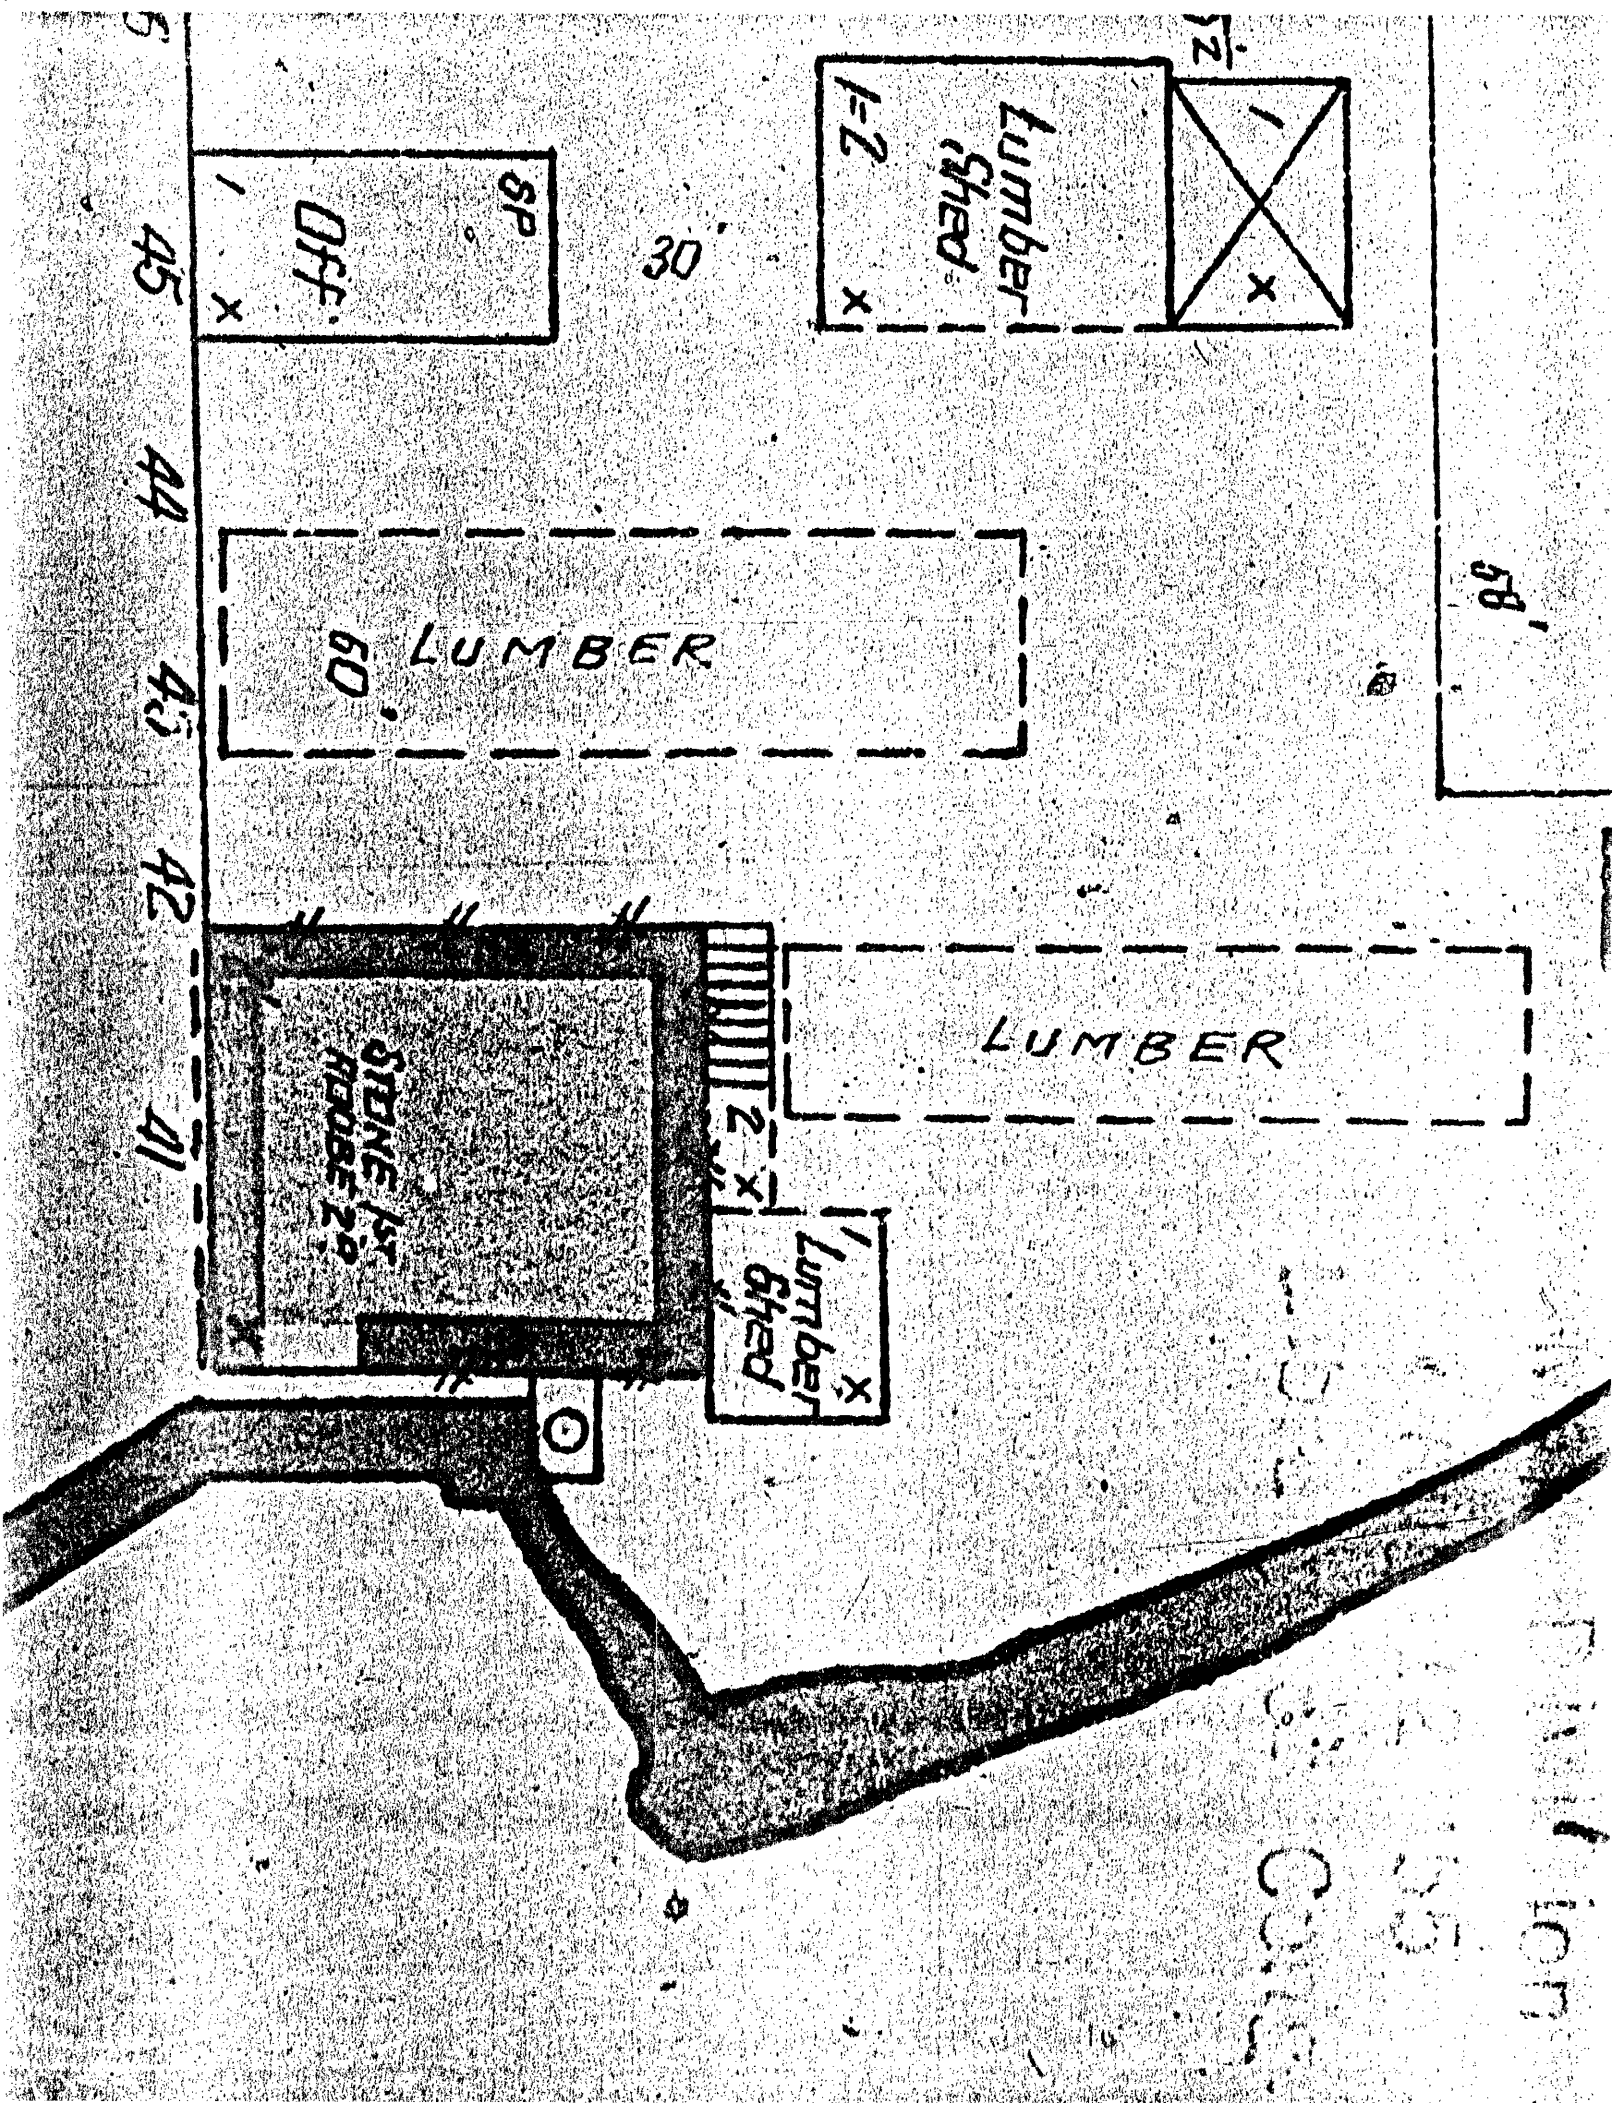 1=2
Lumber
Shed
x
1
x
SP
Off.
1
x
45
30
44
58'
LUMBER
60'
43
42
LUMBER
STONE 1ST
ADOBE 2D
x
41
2
x
1
Lumber
Shed
x